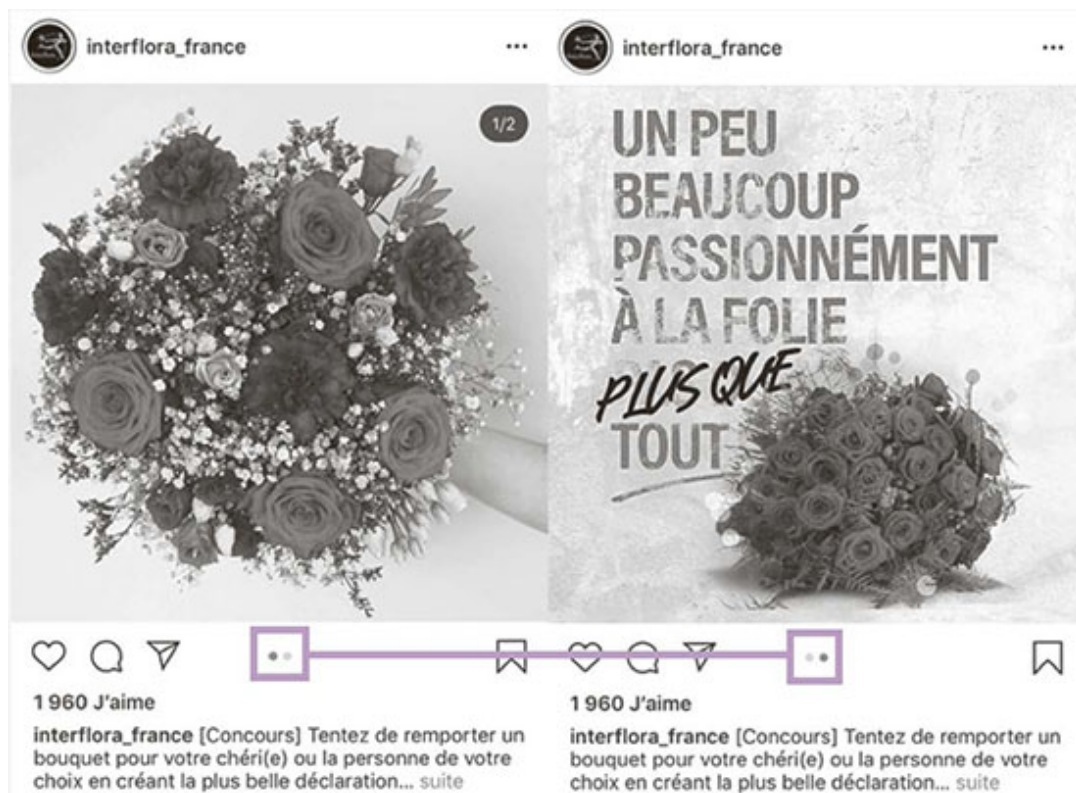 interflora_france
1/2
1 960 J'aime
interflora_france [Concours] Tentez de remporter un
bouquet pour votre chéri(e) ou la personne de votre
choix en créant la plus belle déclaration... suite
interflora_france
UN PEU
BEAUCOUP
PASSIONNÉMENT
À LA FOLIE
PLUS QUE
TOUT
1 960 J'aime
interflora_france [Concours] Tentez de remporter un
bouquet pour votre chéri(e) ou la personne de votre
choix en créant la plus belle déclaration... suite